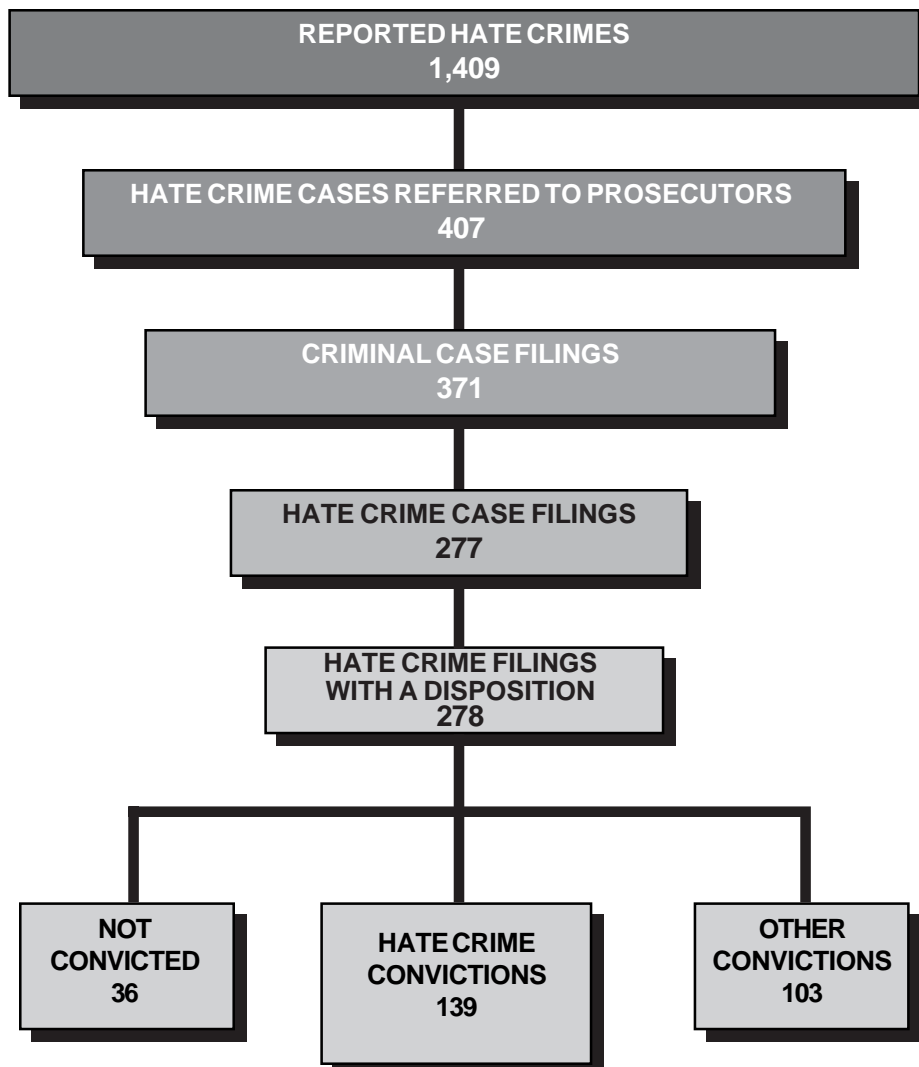 REPORTED HATE CRIMES
1,409
HATE CRIME CASES REFERRED TO PROSECUTORS
407
CRIMINAL CASE FILINGS
371
HATE CRIME CASE FILINGS
277
HATE CRIME FILINGS
WITH A DISPOSITION
278
NOT
CONVICTED
36
HATE CRIME
CONVICTIONS
139
OTHER
CONVICTIONS
103